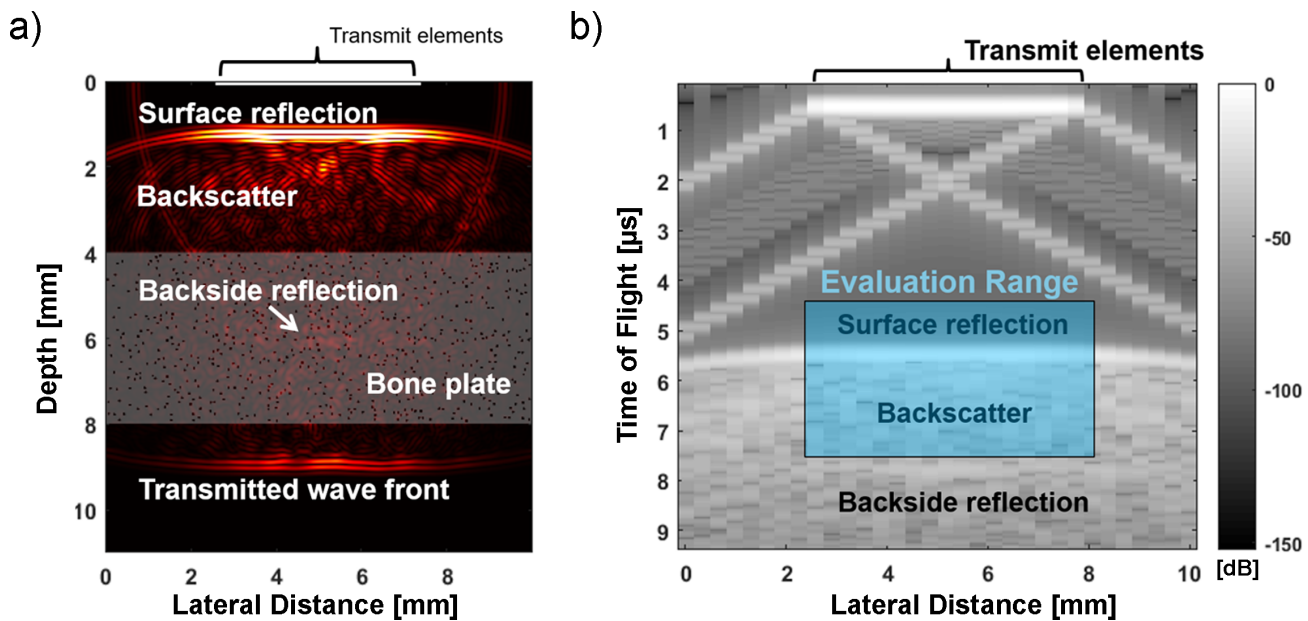 a)
Transmit elements
0
2
4
6
8
10
Depth [mm]
Surface reflection
Backscatter
Backside reflection
Bone plate
Transmitted wave front
0
2
4
6
8
Lateral Distance [mm]
b)
Transmit elements
1
2
3
4
5
6
7
8
9
Time of Flight [µs]
Evaluation Range
Surface reflection
Backscatter
Backside reflection
0
2
4
6
8
10
Lateral Distance [mm]
0
-50
-100
-150
[dB]